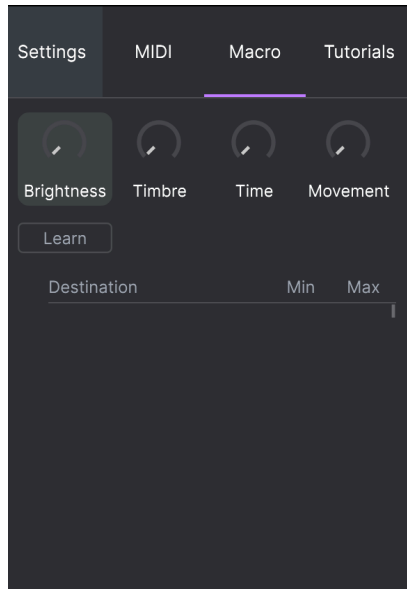 Settings MIDI Macro Tutorials
Brightness Timbre Time Movement
Learn
Destination Min Max